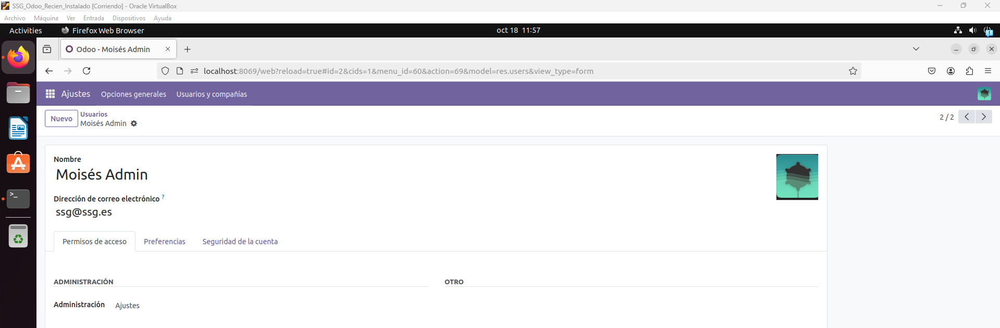 SSG_Odoo_Recien_Instalado [Corriendo] - Oracle VirtualBox
Archivo Máquina Ver Entrada Dispositivos Ayuda
Activities Firefox Web Browser oct 18 11:57
Odoo - Moisés Admin
localhost:8069/web?reload=true#id=2&cids=1&menu_id=60&action=69&model=res.users&view_type=form
Ajustes Opciones generales Usuarios y compañías
Nuevo Usuarios
Moisés Admin
2 / 2
Nombre
Moisés Admin
Dirección de correo electrónico ?
ssg@ssg.es
Permisos de acceso Preferencias Seguridad de la cuenta
ADMINISTRACIÓN OTRO
Administración Ajustes